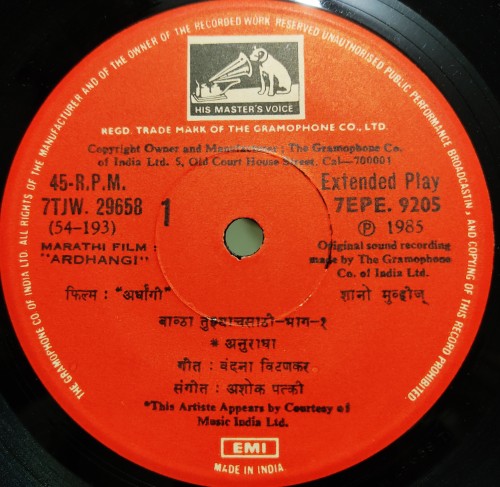 THE GRAMOPHONE CO. OF INDIA LTD. ALL RIGHTS OF THE MANUFACTURER AND OF THE OWNER OF THE RECORDED WORK RESERVED UNAUTHORISED PUBLIC PERFORMANCE BROADCASTING, AND COPYING OF THIS RECORD PROHIBITED.
HIS MASTER'S VOICE
REGD. TRADE MARK OF THE GRAMOPHONE CO., LTD.
Copyright Owner and Manufacturer : The Gramophone Co.
of India Ltd. 5, Old Court House Street, Cal-700001
45-R.P.M.
Extended Play
7TJW. 29658
1
7EPE. 9205
(54-193)
Ⓟ 1985
MARATHI FILM :
"ARDHANGI"
Original sound recording
made by The Gramophone
Co. of India Ltd.
फिल्म : "अर्धांगी"
शानो मुव्हीज्
बाळा तुझ्याचसाठी-भाग-१
* अनुराधा
गीत : वंदना विटणकर
संगीत : अशोक पत्की
*This Artiste Appears by Courtesy of
Music India Ltd.
EMI
MADE IN INDIA